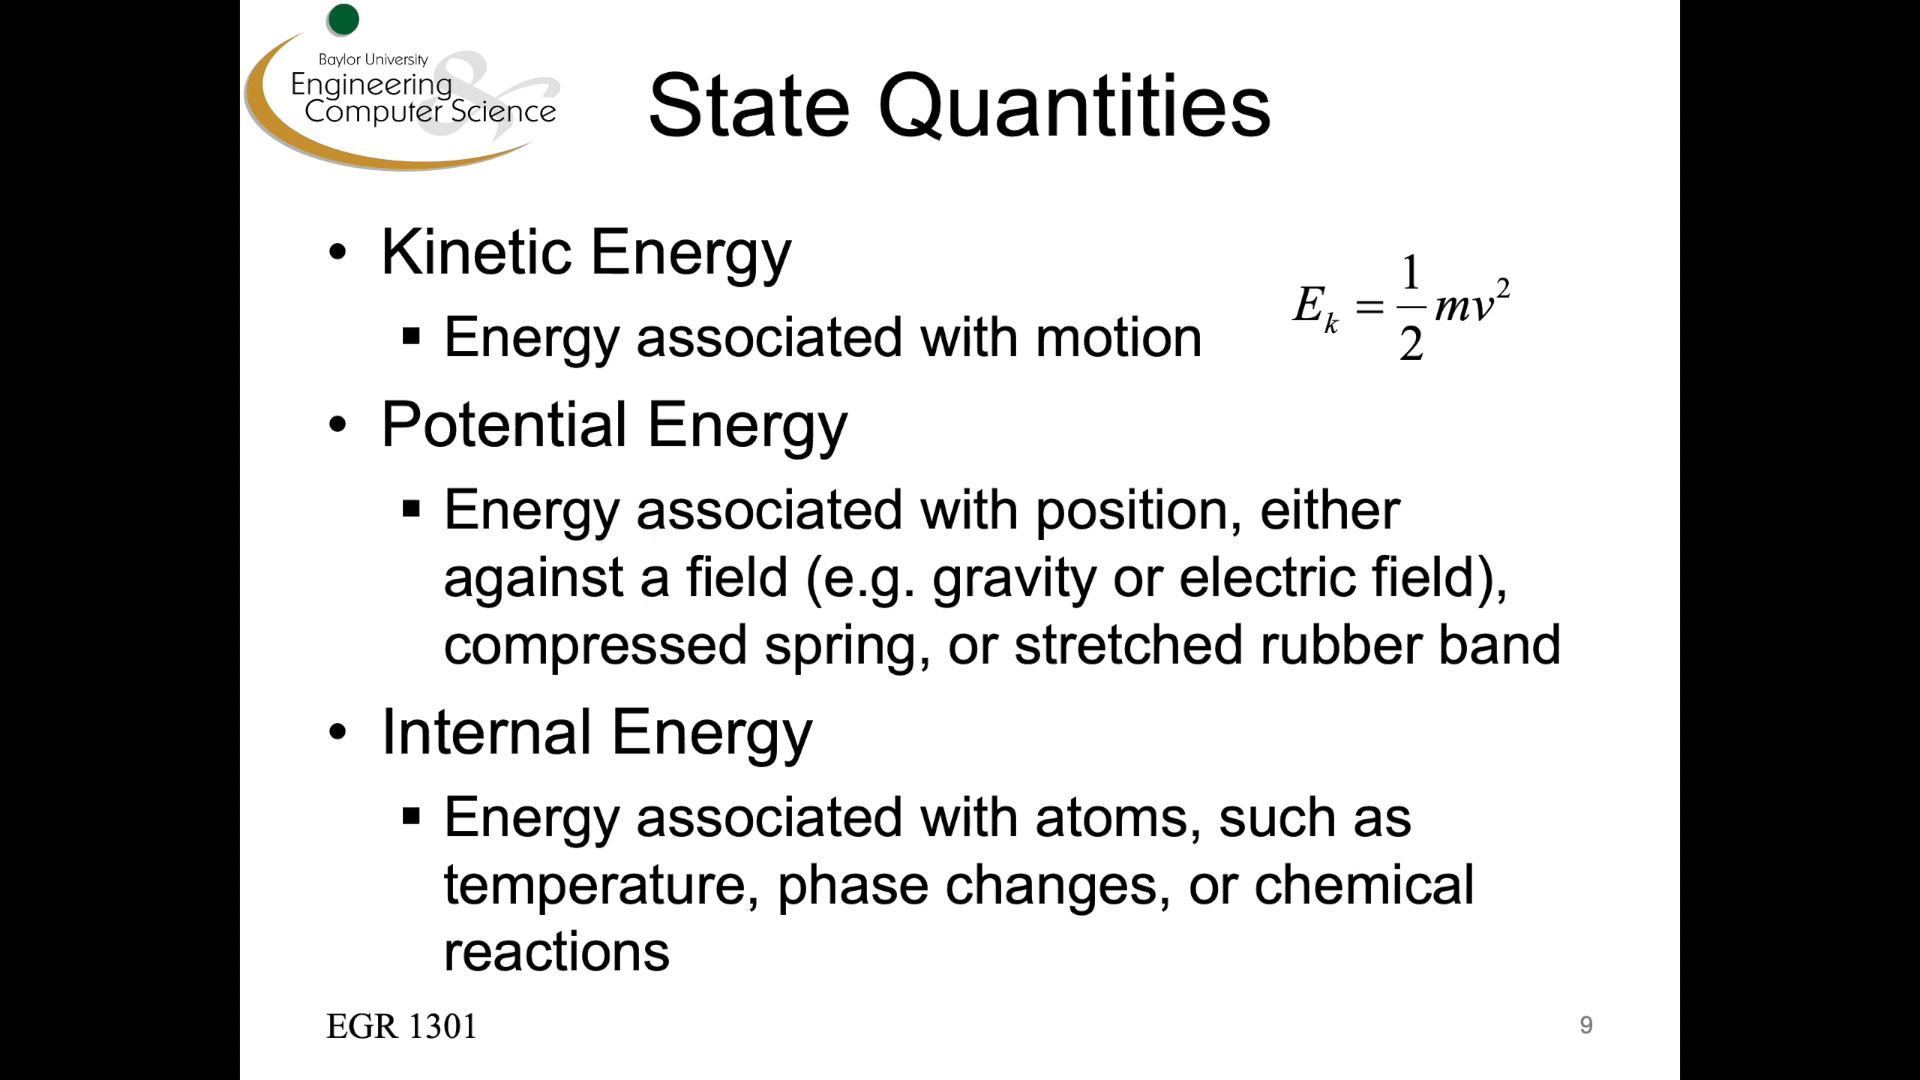 Baylor University
Engineering
Computer Science
&
State Quantities
• Kinetic Energy
▪ Energy associated with motion
E_k = 1/2 mv²
• Potential Energy
▪ Energy associated with position, either
against a field (e.g. gravity or electric field),
compressed spring, or stretched rubber band
• Internal Energy
▪ Energy associated with atoms, such as
temperature, phase changes, or chemical
reactions
EGR 1301
9